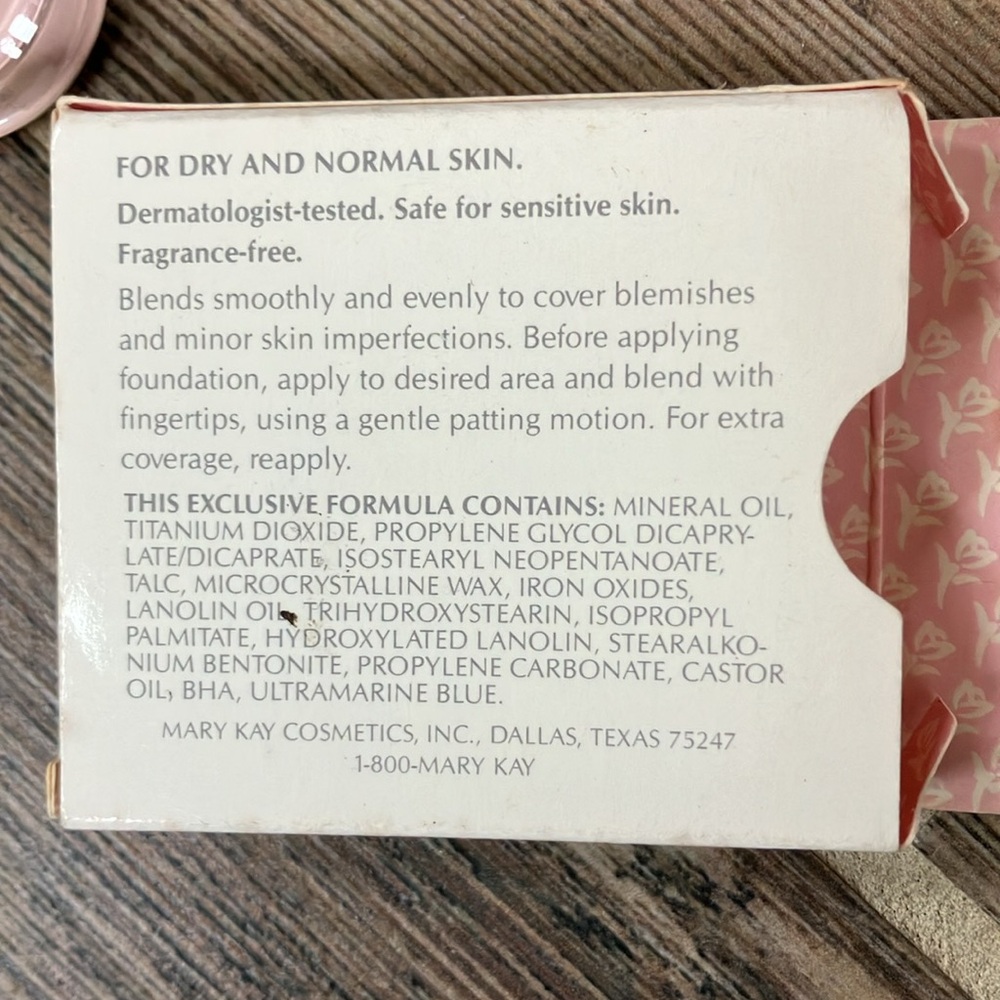 FOR DRY AND NORMAL SKIN.
Dermatologist-tested. Safe for sensitive skin.
Fragrance-free.
Blends smoothly and evenly to cover blemishes
and minor skin imperfections. Before applying
foundation, apply to desired area and blend with
fingertips, using a gentle patting motion. For extra
coverage, reapply.
THIS EXCLUSIVE FORMULA CONTAINS: MINERAL OIL,
TITANIUM DIOXIDE, PROPYLENE GLYCOL DICAPRY-
LATE/DICAPRATE, ISOSTEARYL NEOPENTANOATE,
TALC, MICROCRYSTALLINE WAX, IRON OXIDES,
LANOLIN OIL, TRIHYDROXYSTEARIN, ISOPROPYL
PALMITATE, HYDROXYLATED LANOLIN, STEARALKO-
NIUM BENTONITE, PROPYLENE CARBONATE, CASTOR
OIL, BHA, ULTRAMARINE BLUE.
MARY KAY COSMETICS, INC., DALLAS, TEXAS 75247
1-800-MARY KAY